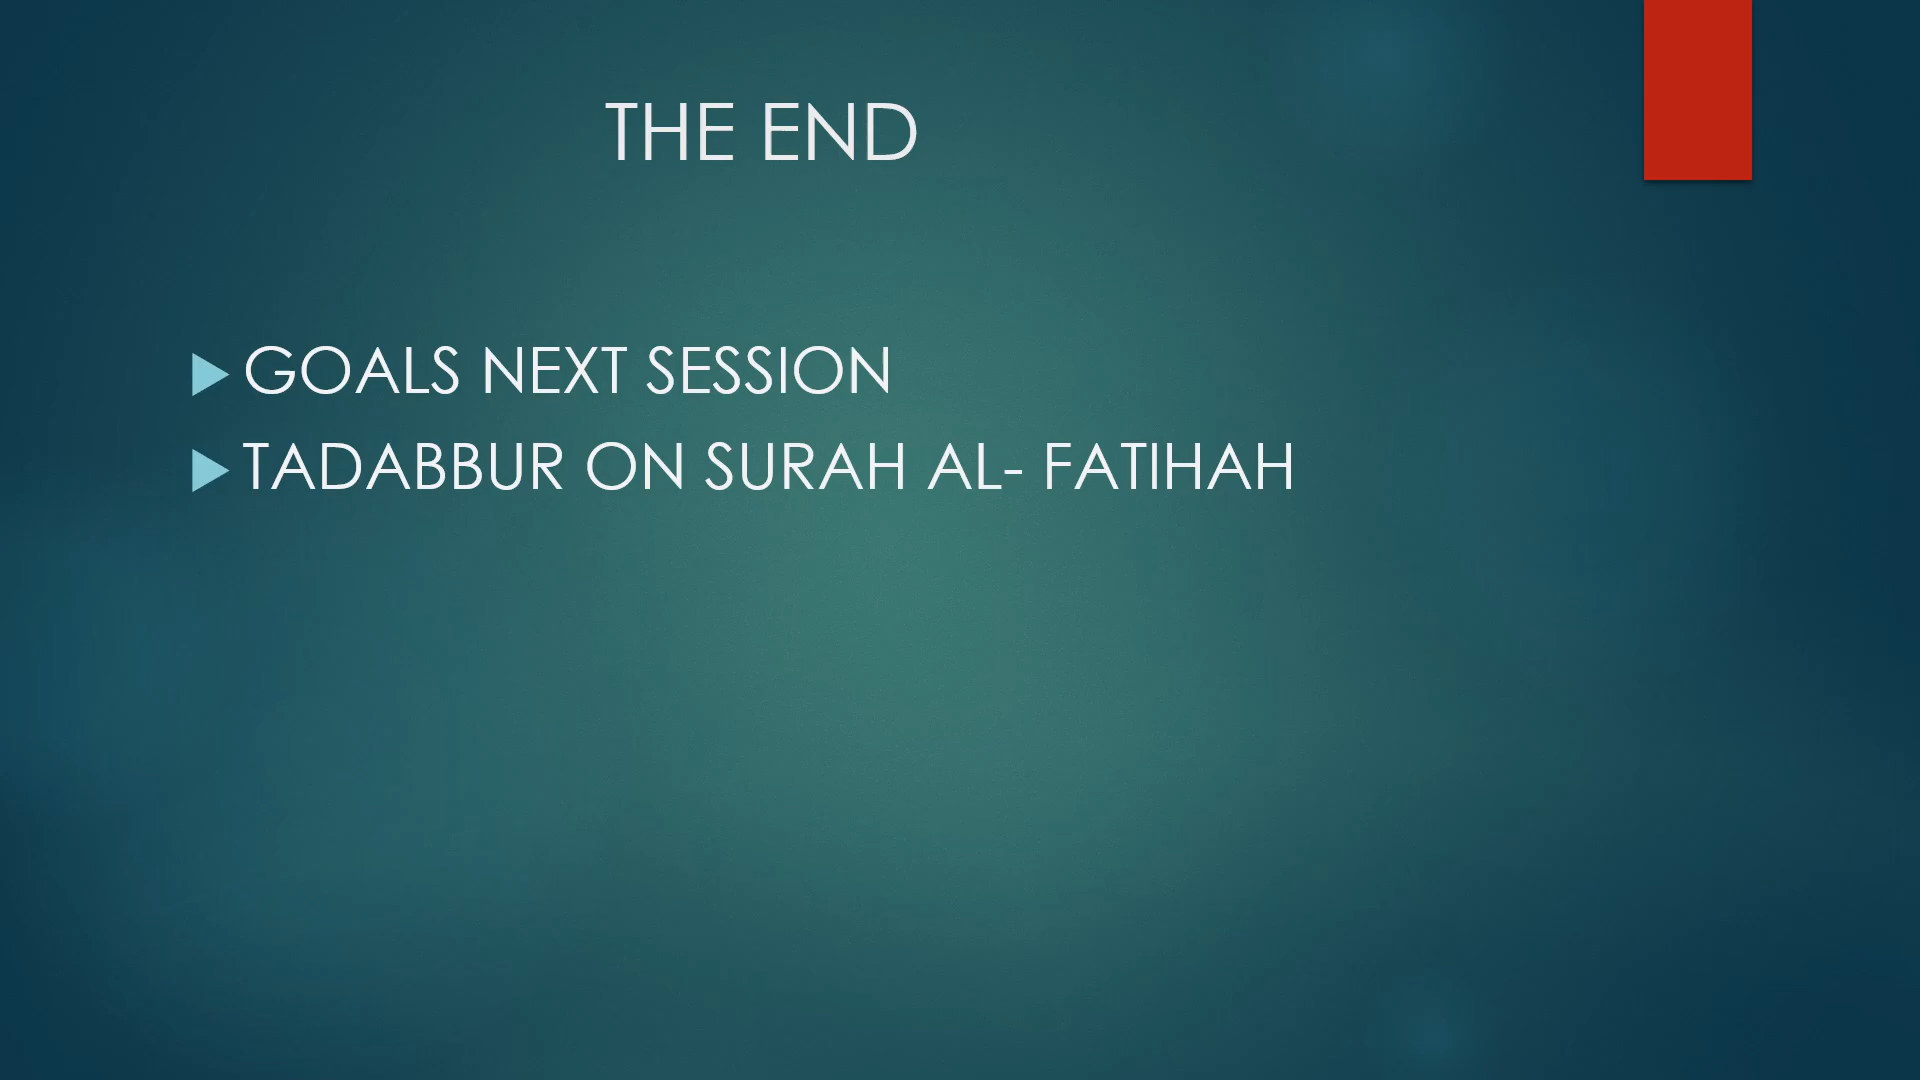 THE END
GOALS NEXT SESSION
TADABBUR ON SURAH AL- FATIHAH